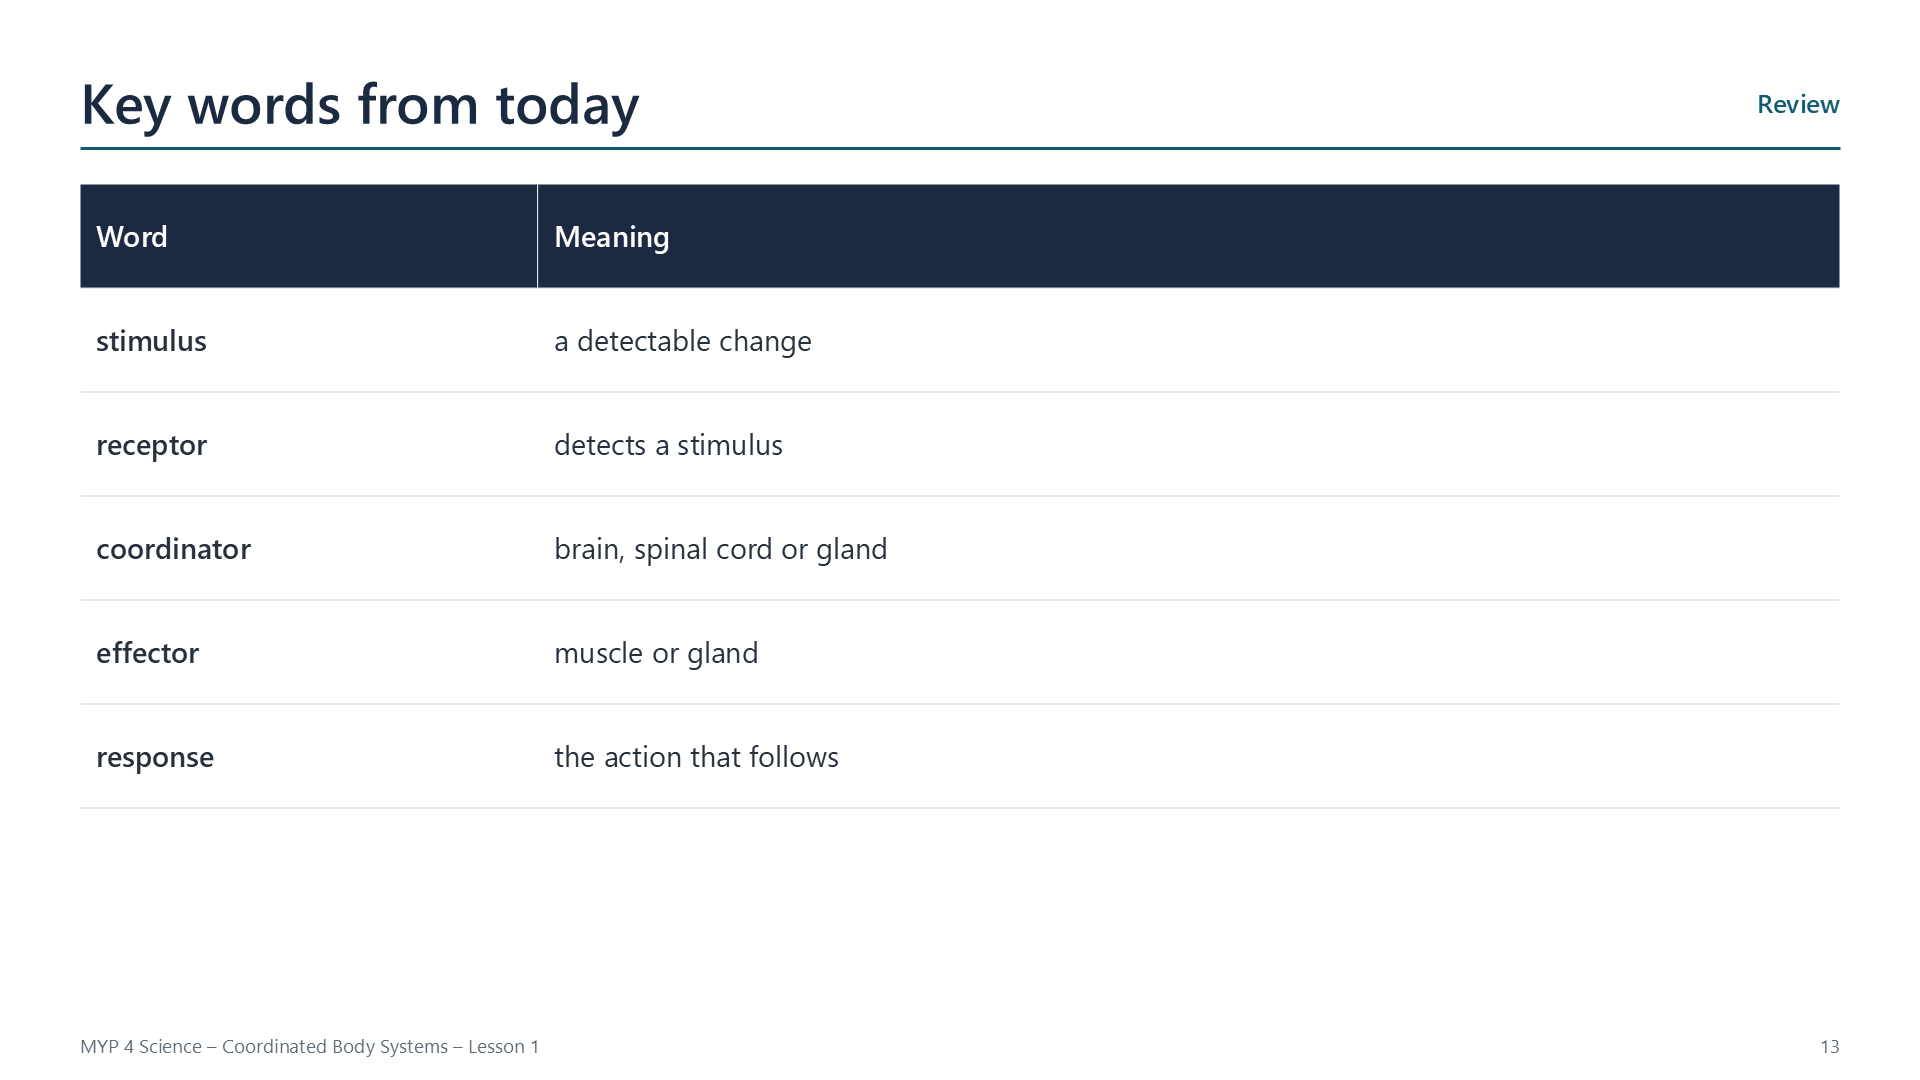 Key words from today
Review
Word
Meaning
stimulus
a detectable change
receptor
detects a stimulus
coordinator
brain, spinal cord or gland
effector
muscle or gland
response
the action that follows
MYP 4 Science – Coordinated Body Systems – Lesson 1
13